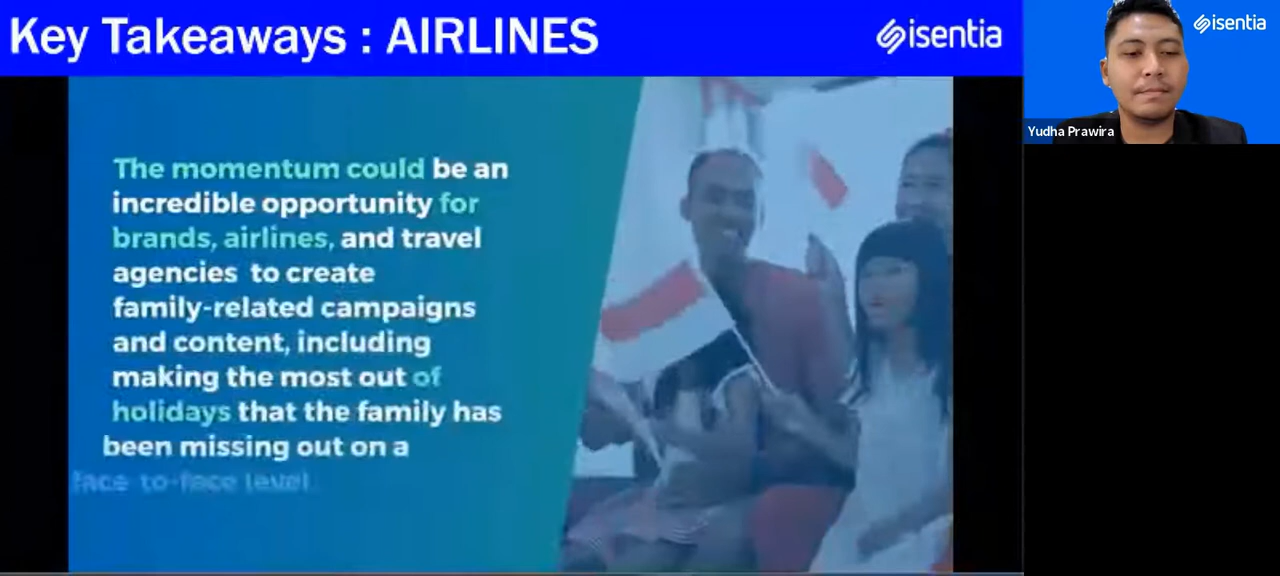 Key Takeaways : AIRLINES
isentia
isentia
Yudha Prawira
The momentum could be an
incredible opportunity for
brands, airlines, and travel
agencies to create
family-related campaigns
and content, including
making the most out of
holidays that the family has
been missing out on a
face-to-face level.